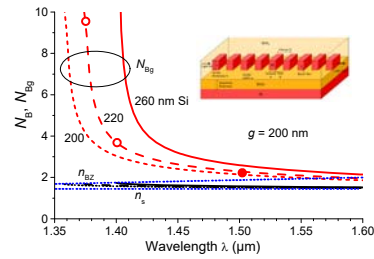 10
8
6
4
2
0
N_B, N_Bg
N_Bg
260 nm Si
220
200
g = 200 nm
n_BZ
n_s
1.35 1.40 1.45 1.50 1.55 1.60
Wavelength λ (μm)